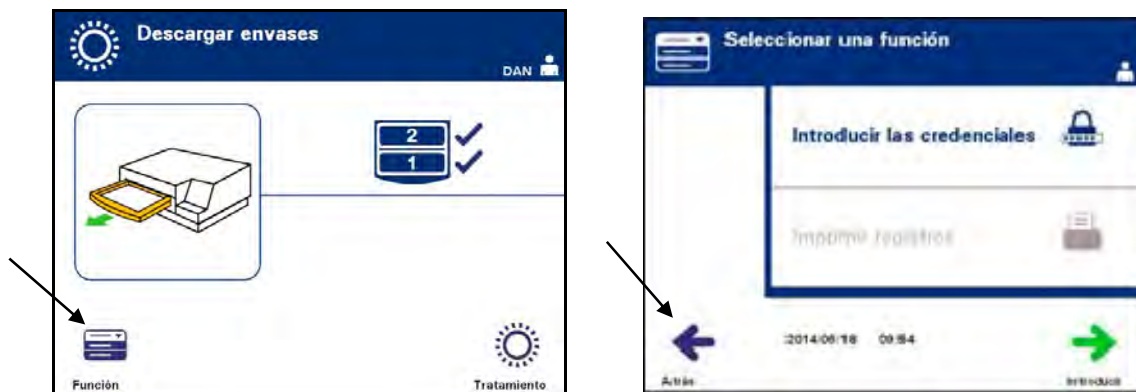 Descargar envases
DAN
2
1
Función
Tratamiento
Seleccionar una función
Introducir las credenciales
Imprimir registros
2014/06/18 09:54
Atrás
Introducir